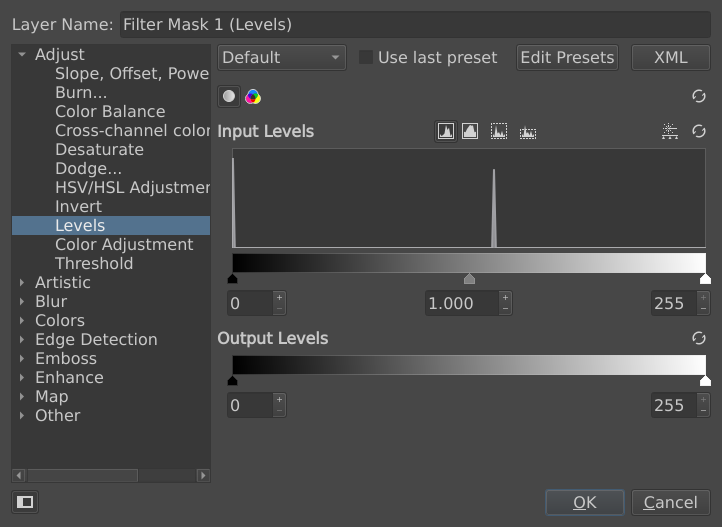 Layer Name: Filter Mask 1 (Levels)
Adjust
Slope, Offset, Powe
Burn...
Color Balance
Cross-channel color
Desaturate
Dodge...
HSV/HSL Adjustmer
Invert
Levels
Color Adjustment
Threshold
Artistic
Blur
Colors
Edge Detection
Emboss
Enhance
Map
Other
Default Use last preset Edit Presets XML
Input Levels
0 1.000 255
Output Levels
0 255
OK Cancel